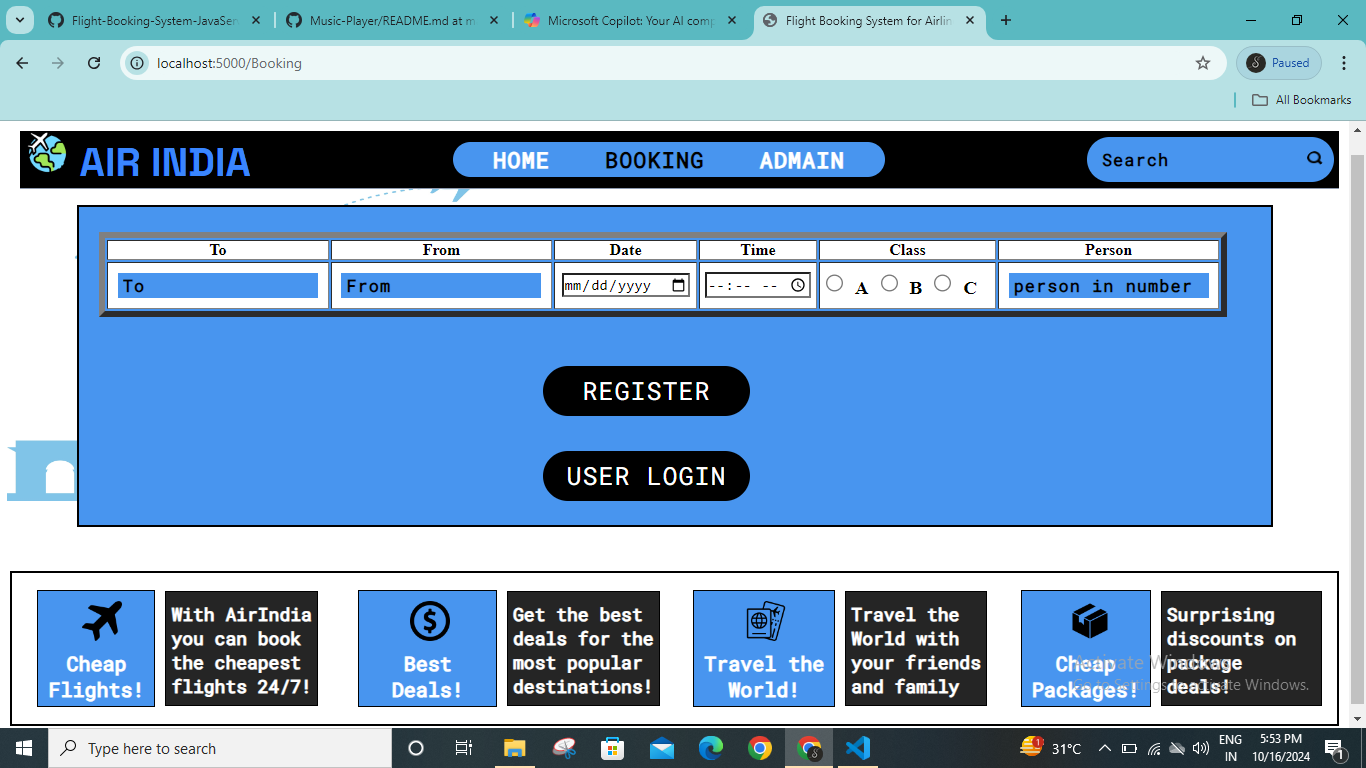 Flight-Booking-System-JavaSer
Music-Player/README.md at m
Microsoft Copilot: Your AI comp
Flight Booking System for Airlin
localhost:5000/Booking
Paused
All Bookmarks
AIR INDIA
HOME BOOKING ADMAIN
Search
To From Date Time Class Person
To From mm/dd/yyyy --:-- -- A B C person in number
REGISTER
USER LOGIN
Cheap
Flights!
With AirIndia
you can book
the cheapest
flights 24/7!
Best
Deals!
Get the best
deals for the
most popular
destinations!
Travel the
World!
Travel the
World with
your friends
and family
Cheap
Packages!
Surprising
discounts on
package
deals!
Activate Windows
Go to Settings to activate Windows.
Type here to search
1
31°C
ENG
IN
5:53 PM
10/16/2024
1